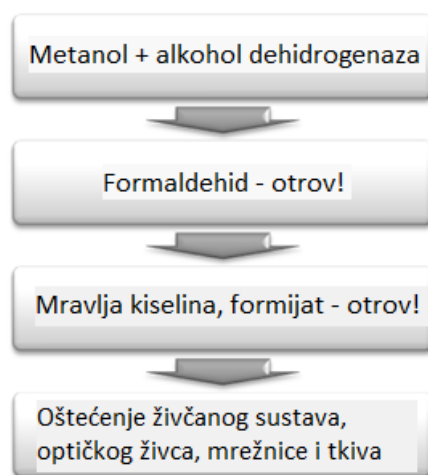 Metanol + alkohol dehidrogenaza
Formaldehid - otrov!
Mravlja kiselina, formijat - otrov!
Oštećenje živčanog sustava,
optičkog živca, mrežnice i tkiva